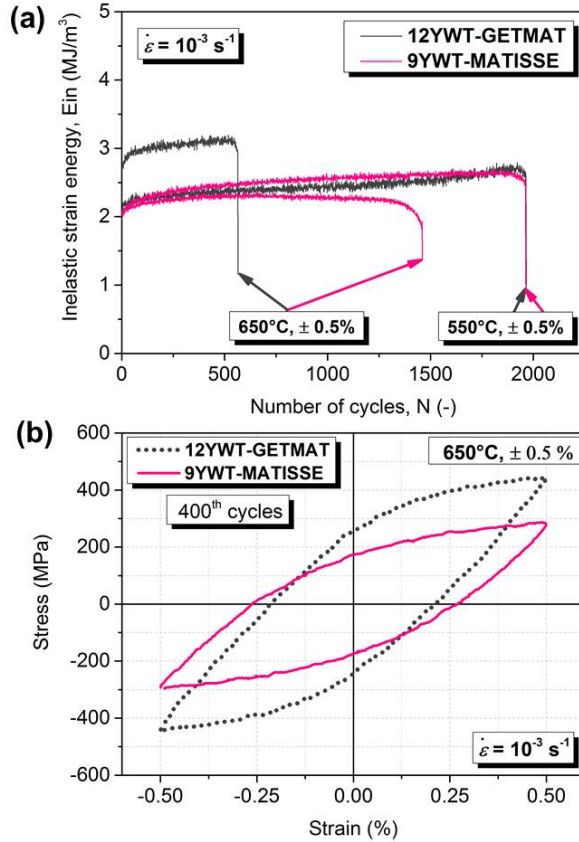 (a)
ε̇ = 10⁻³ s⁻¹
12YWT-GETMAT
9YWT-MATISSE
Inelastic strain energy, Ein (MJ/m³)
5
4
3
2
1
0
650°C, ± 0.5%
550°C, ± 0.5%
0
500
1000
1500
2000
Number of cycles, N (-)
(b)
12YWT-GETMAT
9YWT-MATISSE
650°C, ± 0.5 %
400th cycles
Stress (MPa)
600
400
200
0
-200
-400
-600
ε̇ = 10⁻³ s⁻¹
-0.50
-0.25
0.00
0.25
0.50
Strain (%)